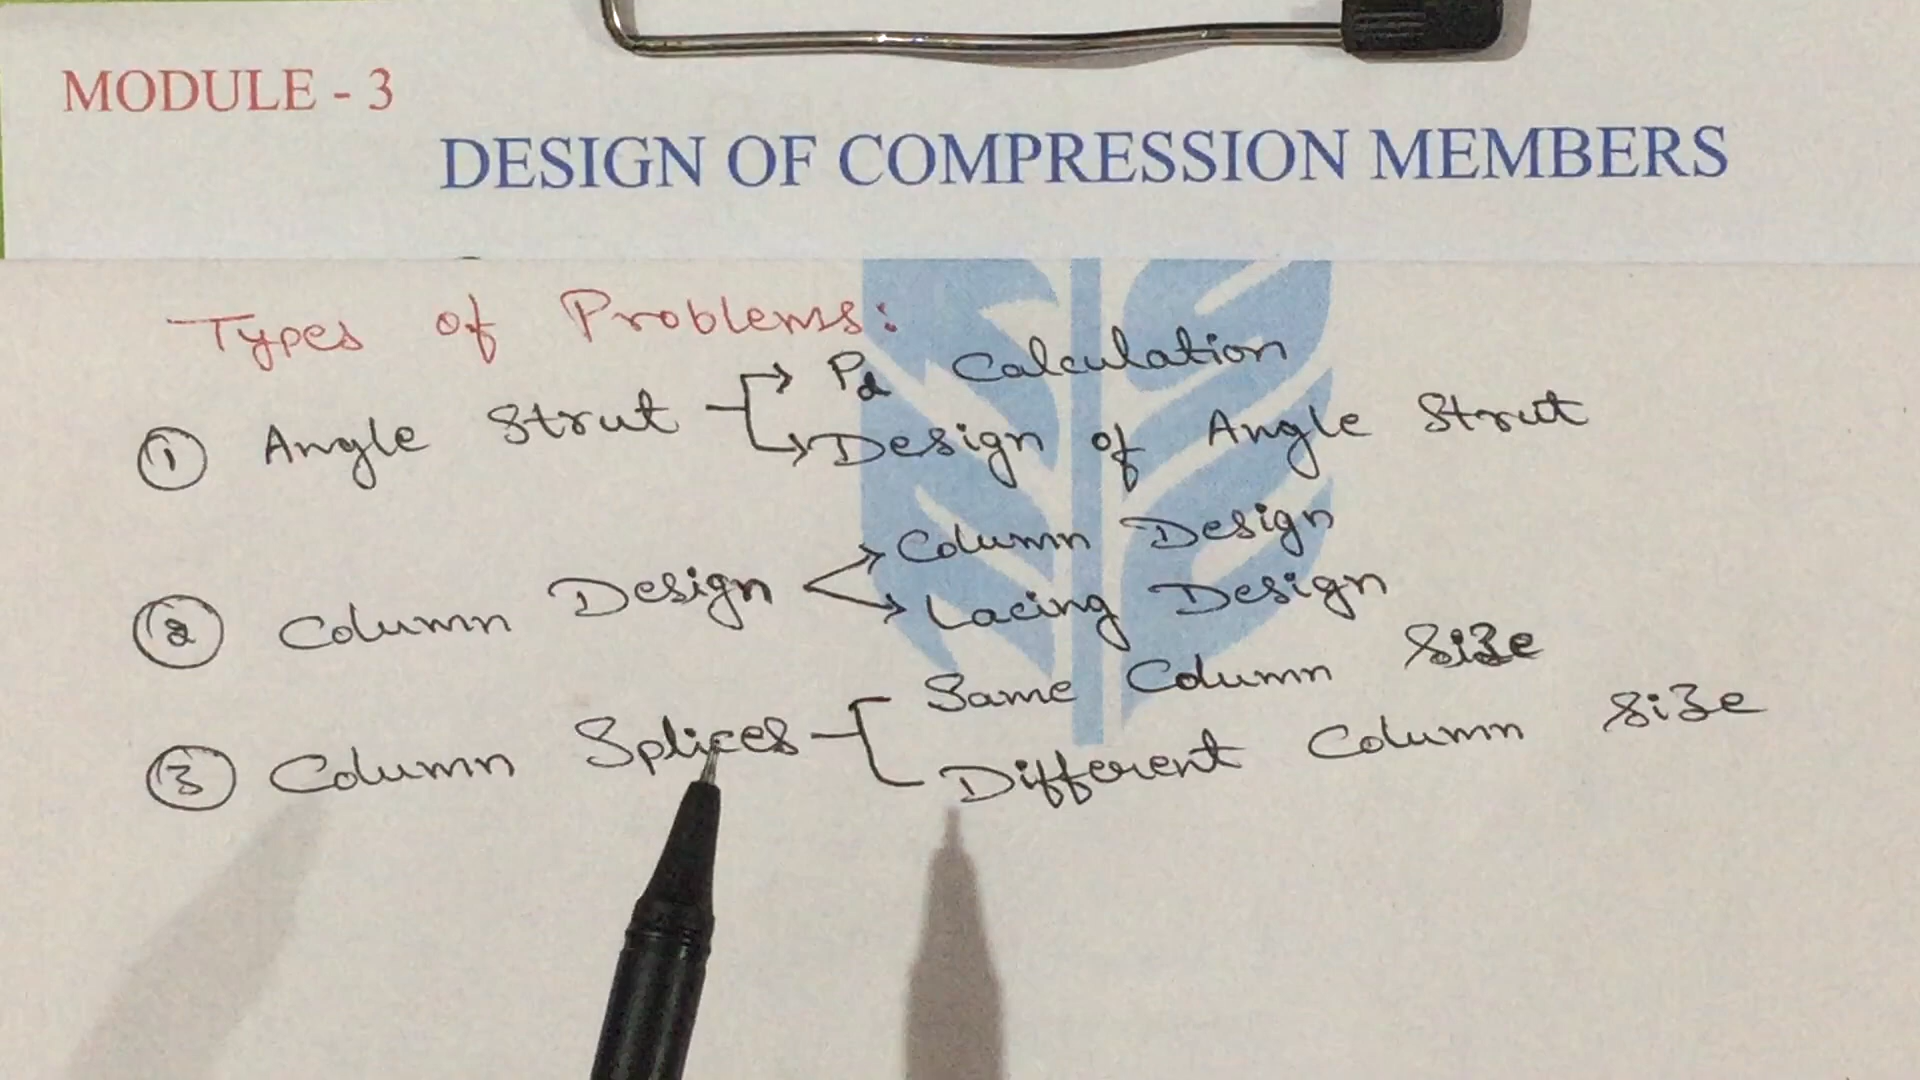 MODULE - 3
DESIGN OF COMPRESSION MEMBERS
Types of Problems:
① Angle Strut → Pd Calculation
→ Design of Angle Strut
② Column Design → Column Design
→ Lacing Design
③ Column Splices Same Column Size
Different Column Size